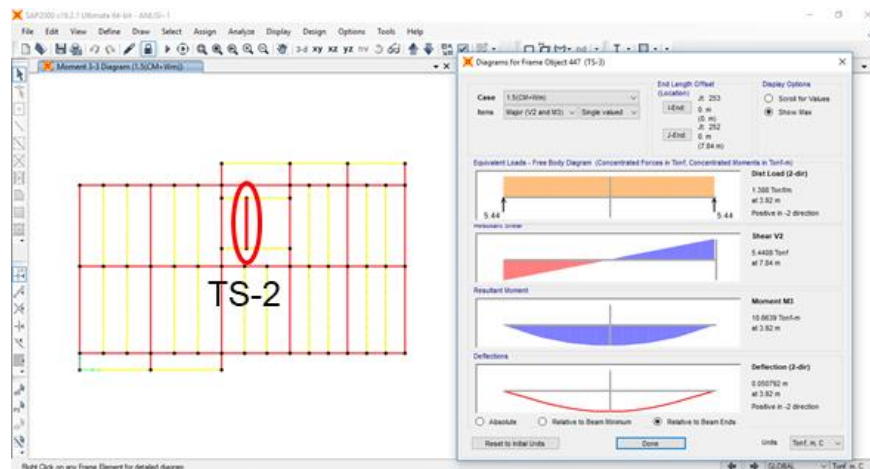 SAP2000 v19.2.1 Ultimate 64-bit - ANLISI~1
File Edit View Define Draw Select Assign Analyze Display Design Options Tools Help
3-d xy xz yz nv
Moment 3-3 Diagram (1.5(CM+Wm))
TS-2
Right Click on any Frame Element for detailed diagram
Diagrams for Frame Object 447 (TS-3)
Case 1.5(CM+Wm)
Items Major (V2 and M3) Single valued
End Length Offset
(Location)
I-End: Jt: 253
0. m
(0. m)
J-End: Jt: 252
0. m
(7.84 m)
Display Options
Scroll for Values
Show Max
Equivalent Loads - Free Body Diagram (Concentrated Forces in Tonf, Concentrated Moments in Tonf-m)
5.44
5.44
Dist Load (2-dir)
1.388 Tonf/m
at 3.92 m
Positive in -2 direction
Resultant Shear
Shear V2
5.4408 Tonf
at 7.84 m
Resultant Moment
Moment M3
10.6639 Tonf-m
at 3.92 m
Deflections
Deflection (2-dir)
0.050792 m
at 3.92 m
Positive in -2 direction
Absolute
Relative to Beam Minimum
Relative to Beam Ends
Reset to Initial Units
Done
Units Tonf, m, C
GLOBAL
Tonf, m, C